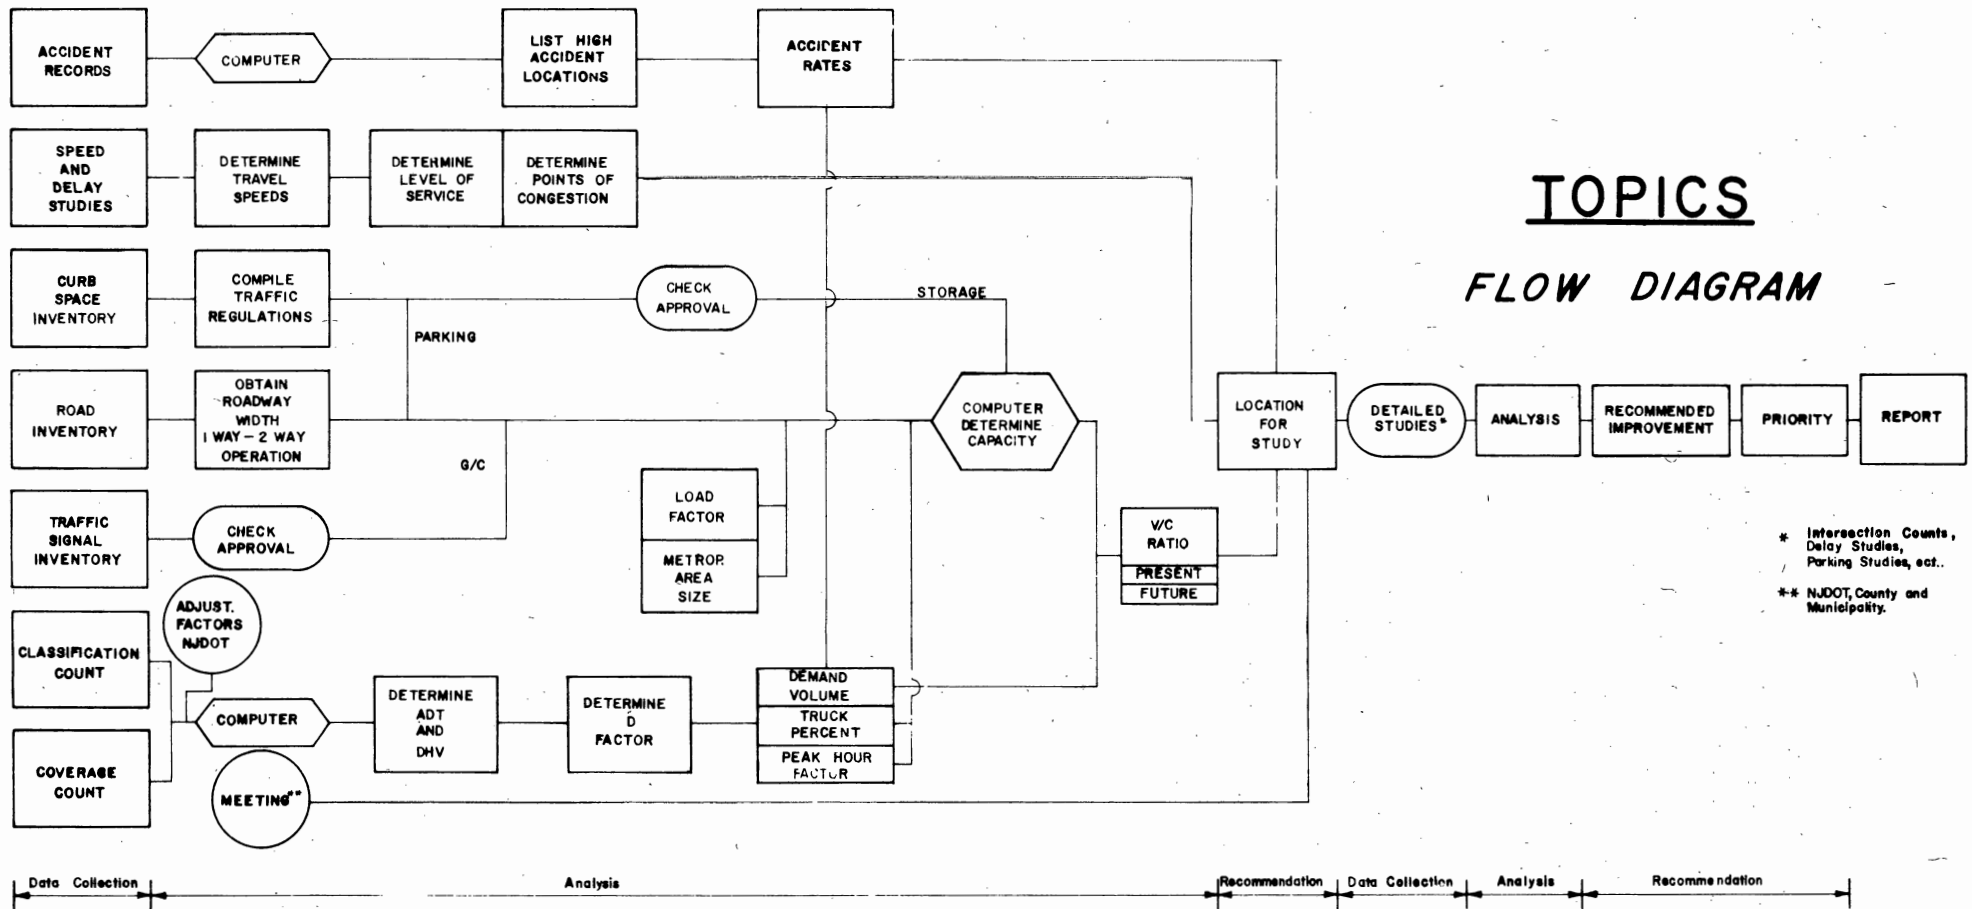 ACCIDENT
RECORDS
COMPUTER
LIST HIGH
ACCIDENT
LOCATIONS
ACCIDENT
RATES
SPEED
AND
DELAY
STUDIES
DETERMINE
TRAVEL
SPEEDS
DETERMINE
LEVEL OF
SERVICE
DETERMINE
POINTS OF
CONGESTION
TOPICS
FLOW DIAGRAM
CURB
SPACE
INVENTORY
COMPILE
TRAFFIC
REGULATIONS
PARKING
CHECK
APPROVAL
STORAGE
ROAD
INVENTORY
OBTAIN
ROADWAY
WIDTH
1 WAY - 2 WAY
OPERATION
G/C
COMPUTER
DETERMINE
CAPACITY
LOCATION
FOR
STUDY
DETAILED
STUDIES*
ANALYSIS
RECOMMENDED
IMPROVEMENT
PRIORITY
REPORT
TRAFFIC
SIGNAL
INVENTORY
CHECK
APPROVAL
LOAD
FACTOR
METROP.
AREA
SIZE
V/C
RATIO
PRESENT
FUTURE
* Intersection Counts,
Delay Studies,
Parking Studies, ect..
** NJDOT, County and
Municipality.
ADJUST.
FACTORS
NJDOT
CLASSIFICATION
COUNT
COMPUTER
DETERMINE
ADT
AND
DHV
DETERMINE
D
FACTOR
DEMAND
VOLUME
TRUCK
PERCENT
PEAK HOUR
FACTOR
COVERAGE
COUNT
MEETING**
Data Collection
Analysis
Recommendation
Data Collection
Analysis
Recommendation